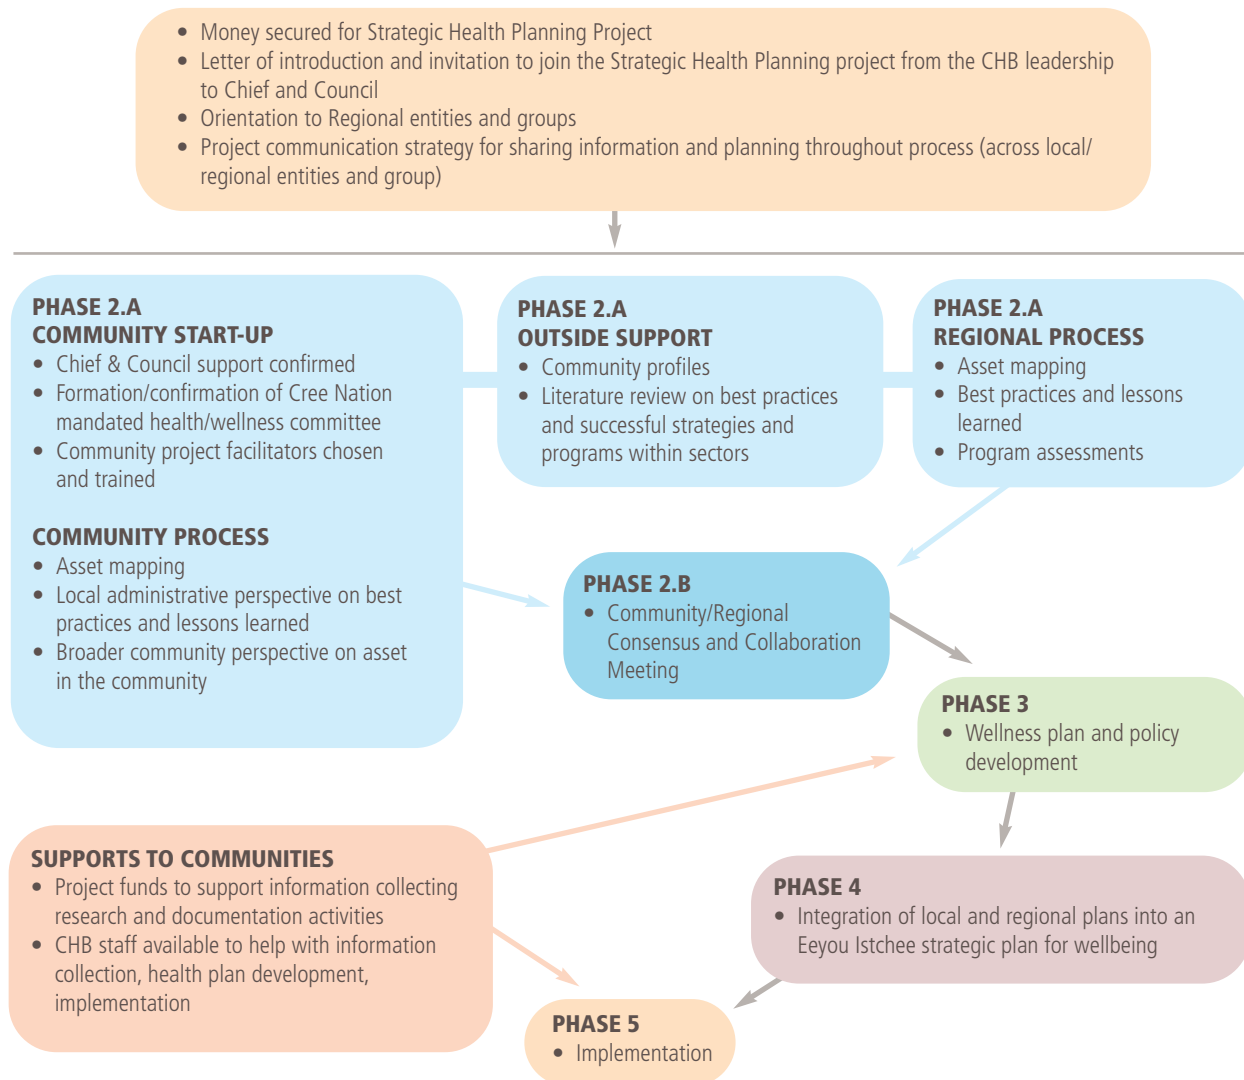 • Money secured for Strategic Health Planning Project
• Letter of introduction and invitation to join the Strategic Health Planning project from the CHB leadership
to Chief and Council
• Orientation to Regional entities and groups
• Project communication strategy for sharing information and planning throughout process (across local/
regional entities and group)
PHASE 2.A
COMMUNITY START-UP
• Chief & Council support confirmed
• Formation/confirmation of Cree Nation
mandated health/wellness committee
• Community project facilitators chosen
and trained
COMMUNITY PROCESS
• Asset mapping
• Local administrative perspective on best
practices and lessons learned
• Broader community perspective on asset
in the community
PHASE 2.A
OUTSIDE SUPPORT
• Community profiles
• Literature review on best practices
and successful strategies and
programs within sectors
PHASE 2.A
REGIONAL PROCESS
• Asset mapping
• Best practices and lessons
learned
• Program assessments
PHASE 2.B
• Community/Regional
Consensus and Collaboration
Meeting
PHASE 3
• Wellness plan and policy
development
SUPPORTS TO COMMUNITIES
• Project funds to support information collecting
research and documentation activities
• CHB staff available to help with information
collection, health plan development,
implementation
PHASE 4
• Integration of local and regional plans into an
Eeyou Istchee strategic plan for wellbeing
PHASE 5
• Implementation